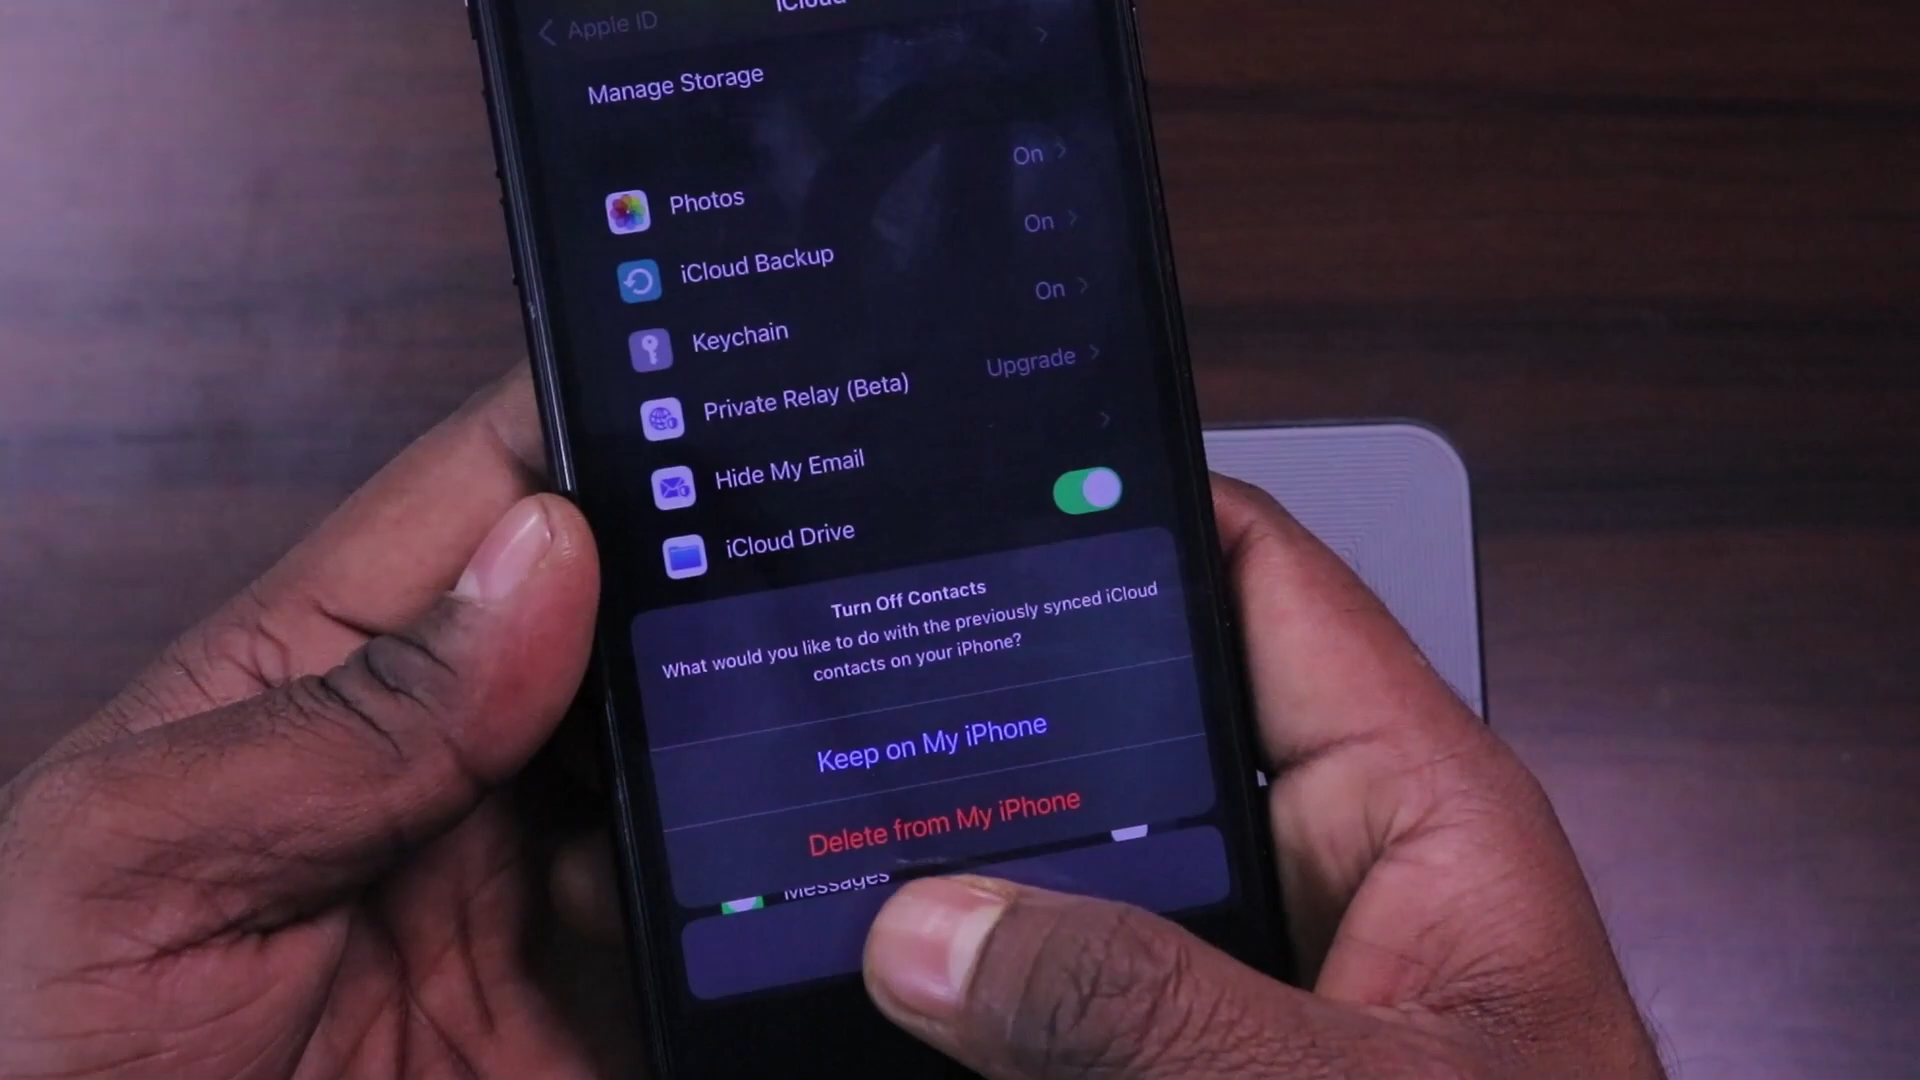 Apple ID
iCloud
Manage Storage
Photos
On
iCloud Backup
On
Keychain
On
Private Relay (Beta)
Upgrade
Hide My Email
iCloud Drive
Turn Off Contacts
What would you like to do with the previously synced iCloud
contacts on your iPhone?
Keep on My iPhone
Delete from My iPhone
Messages